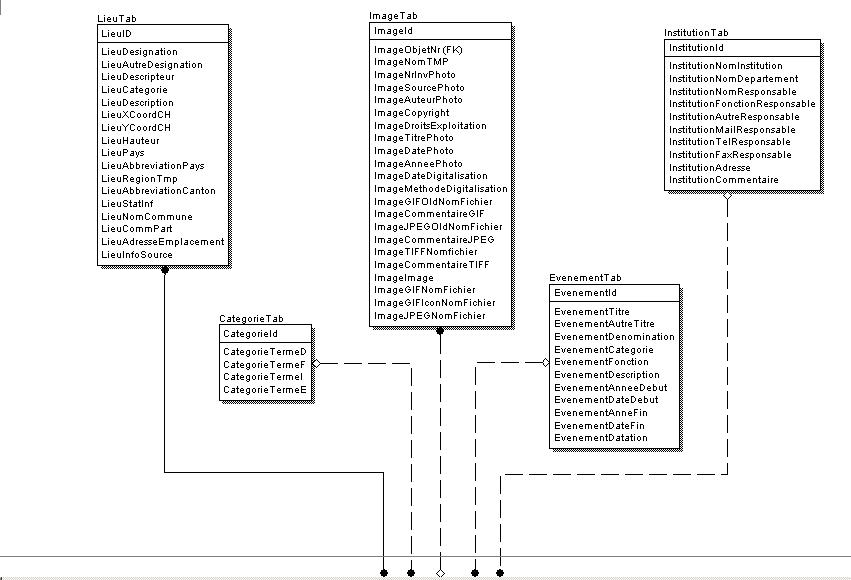 LieuTab
LieuID
LieuDesignation
LieuAutreDesignation
LieuDescripteur
LieuCategorie
LieuDescription
LieuXCoordCH
LieuYCoordCH
LieuHauteur
LieuPays
LieuAbbreviationPays
LieuRegionTmp
LieuAbbreviationCanton
LieuStatInf
LieuNomCommune
LieuCommPart
LieuAdresseEmplacement
LieuInfoSource
ImageTab
ImageId
ImageObjetNr (FK)
ImageNomTMP
ImageNrInvPhoto
ImageSourcePhoto
ImageAuteurPhoto
ImageCopyright
ImageDroitsExploitation
ImageTitrePhoto
ImageDatePhoto
ImageAnneePhoto
ImageDateDigitalisation
ImageMethodeDigitalisation
ImageGIFOldNomFichier
ImageCommentaireGIF
ImageJPEGOldNomFichier
ImageCommentaireJPEG
ImageTIFFNomfichier
ImageCommentaireTIFF
ImageImage
ImageGIFNomFichier
ImageGIFIconNomFichier
ImageJPEGNomFichier
InstitutionTab
InstitutionId
InstitutionNomInstitution
InstitutionNomDepartement
InstitutionNomResponsable
InstitutionFonctionResponsable
InstitutionAutreResponsable
InstitutionMailResponsable
InstitutionTelResponsable
InstitutionFaxResponsable
InstitutionAdresse
InstitutionCommentaire
CategorieTab
CategorieId
CategorieTermeD
CategorieTermeF
CategorieTermeI
CategorieTermeE
EvenementTab
EvenementId
EvenementTitre
EvenementAutreTitre
EvenementDenomination
EvenementCategorie
EvenementFonction
EvenementDescription
EvenementAnneeDebut
EvenementDateDebut
EvenementAnneFin
EvenementDateFin
EvenementDatation